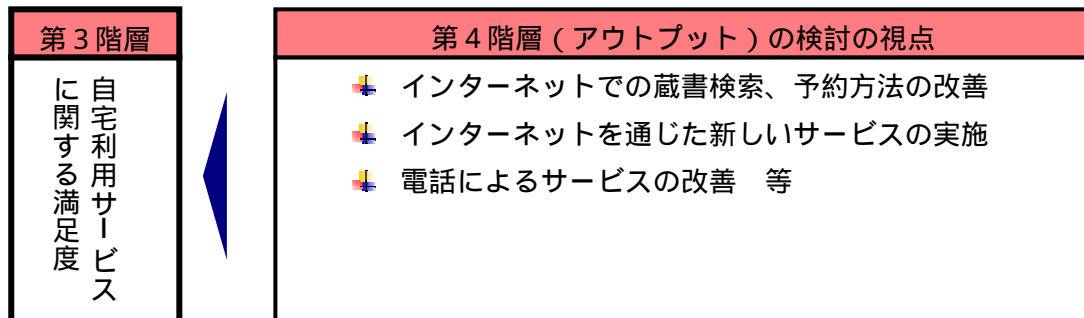 第３階層
自宅利用サービス
に関する満足度
第４階層（アウトプット）の検討の視点
インターネットでの蔵書検索、予約方法の改善
インターネットを通じた新しいサービスの実施
電話によるサービスの改善　等